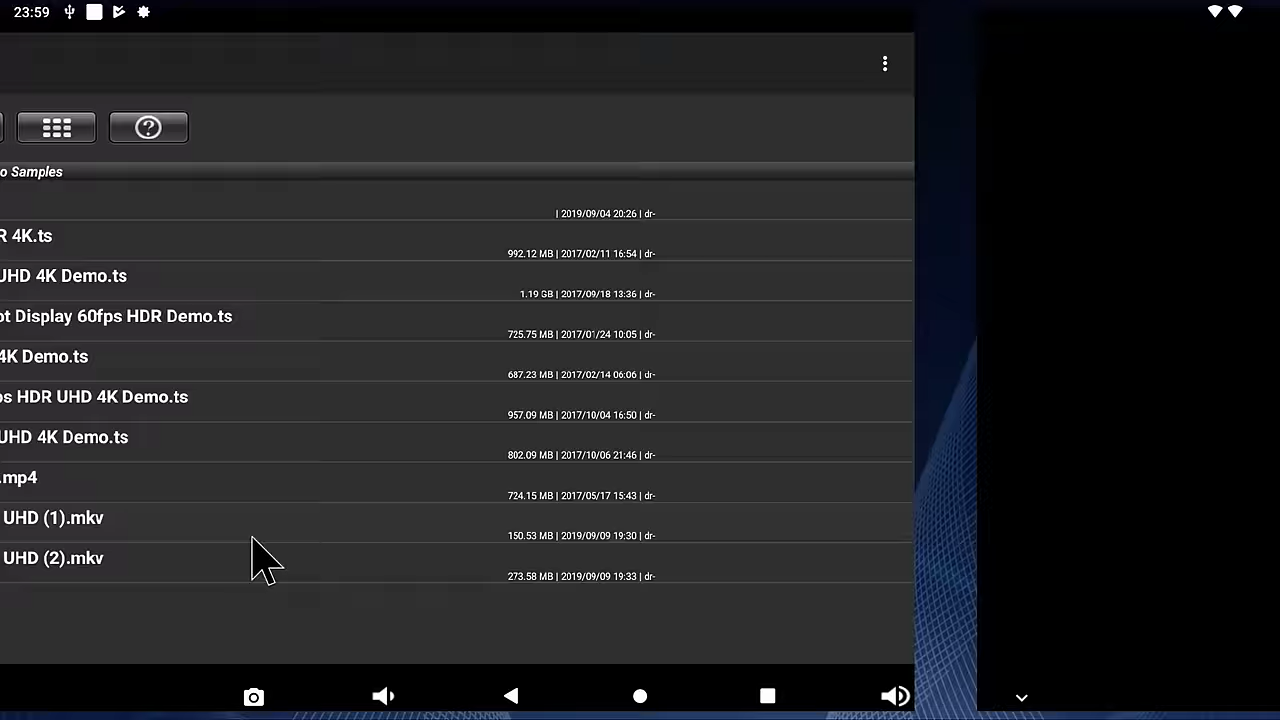 23:59
o Samples
| 2019/09/04 20:26 | dr-
R 4K.ts
992.12 MB | 2017/02/11 16:54 | dr-
UHD 4K Demo.ts
1.19 GB | 2017/09/18 13:36 | dr-
ot Display 60fps HDR Demo.ts
725.75 MB | 2017/01/24 10:05 | dr-
4K Demo.ts
687.23 MB | 2017/02/14 06:06 | dr-
os HDR UHD 4K Demo.ts
957.09 MB | 2017/10/04 16:50 | dr-
UHD 4K Demo.ts
802.09 MB | 2017/10/06 21:46 | dr-
.mp4
724.15 MB | 2017/05/17 15:43 | dr-
UHD (1).mkv
150.53 MB | 2019/09/09 19:30 | dr-
UHD (2).mkv
273.58 MB | 2019/09/09 19:33 | dr-